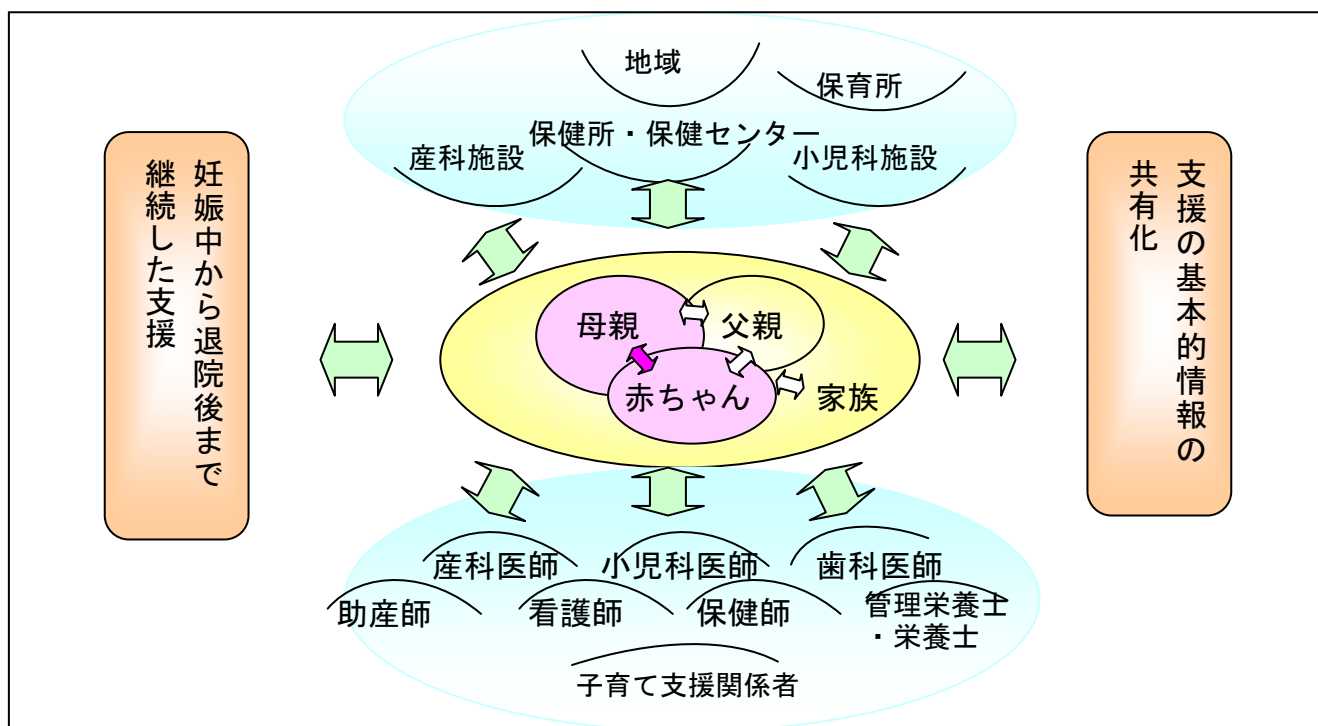 地域
保育所
保健所・保健センター
産科施設
小児科施設
妊娠中から退院後まで
継続した支援
支援の基本的情報の
共有化
母親
父親
赤ちゃん
家族
産科医師
小児科医師
歯科医師
助産師
看護師
保健師
管理栄養士
・栄養士
子育て支援関係者